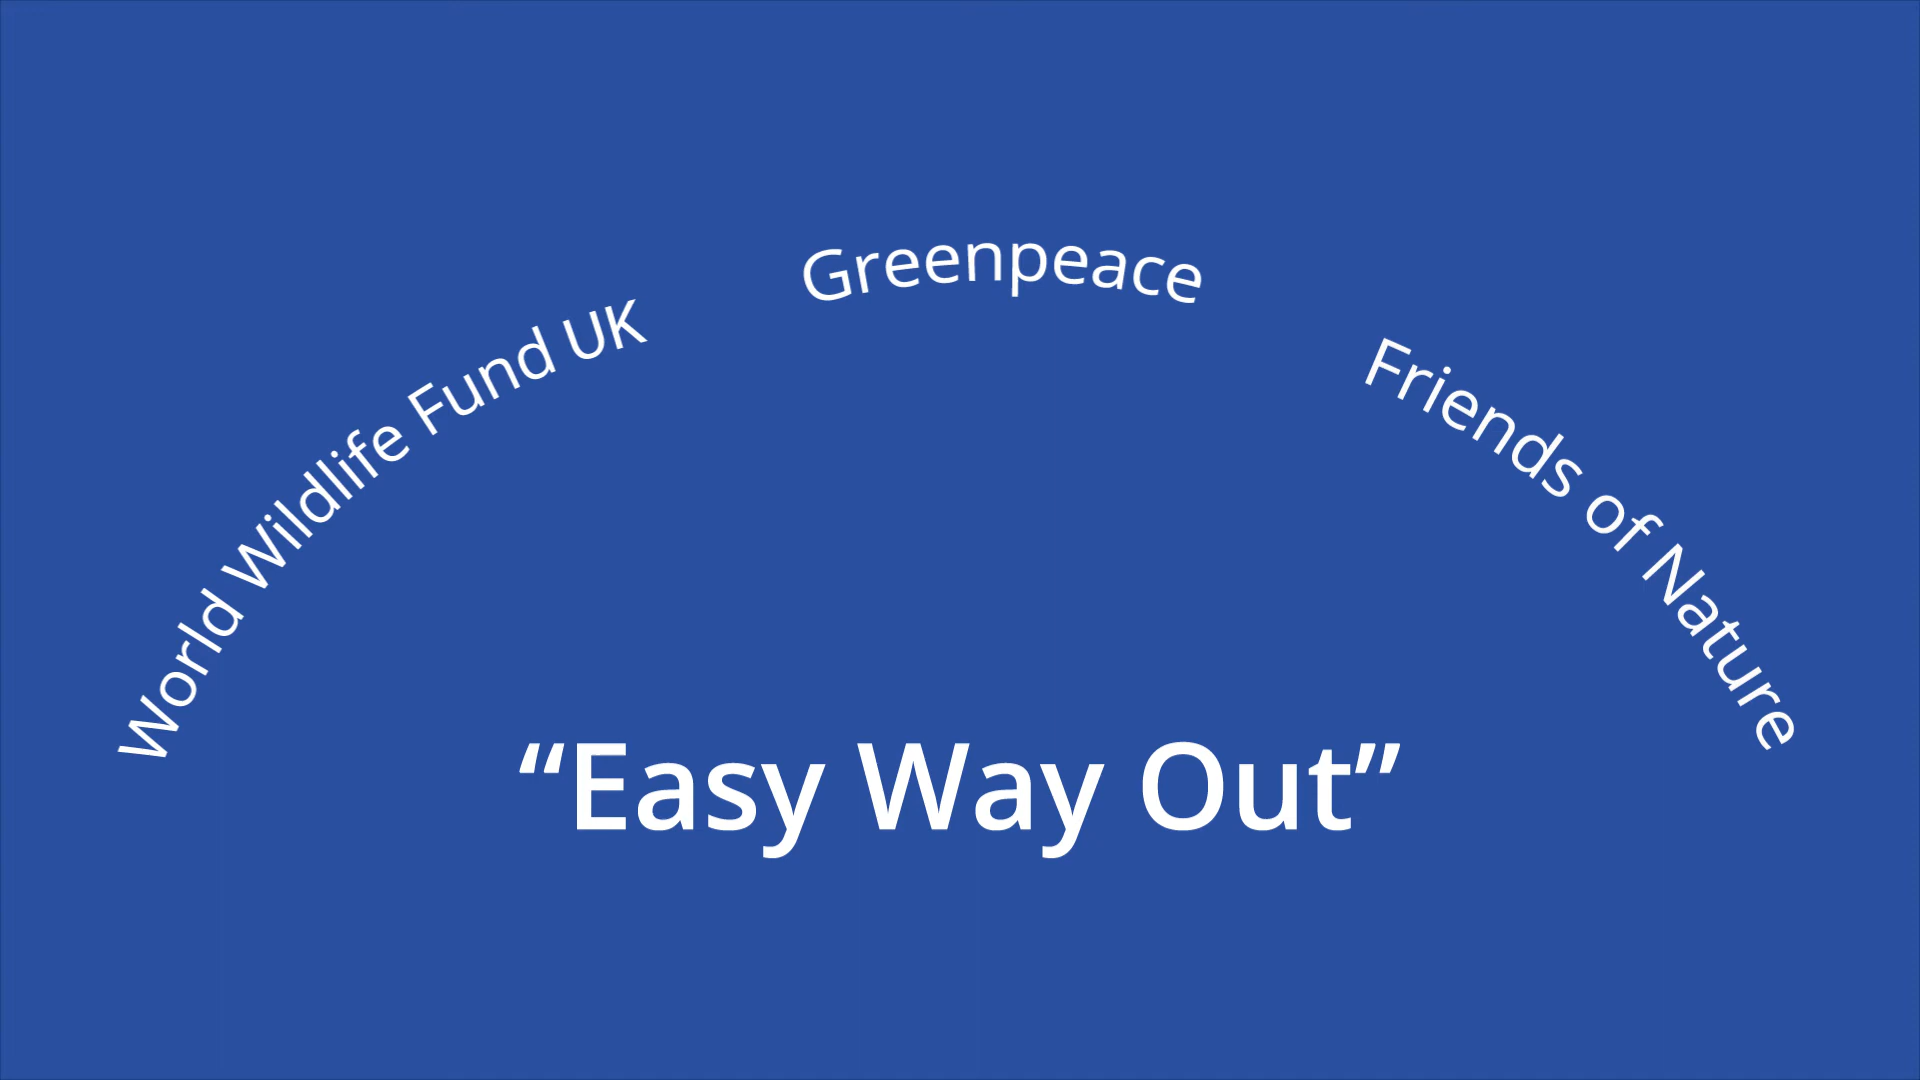 World Wildlife Fund UK
Greenpeace
Friends of Nature
“Easy Way Out”